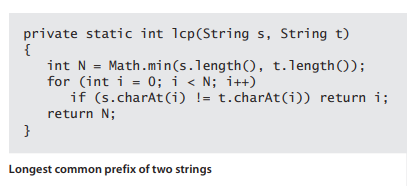 private static int lcp(String s, String t)
{
    int N = Math.min(s.length(), t.length());
    for (int i = 0; i < N; i++)
        if (s.charAt(i) != t.charAt(i)) return i;
    return N;
}
Longest common prefix of two strings